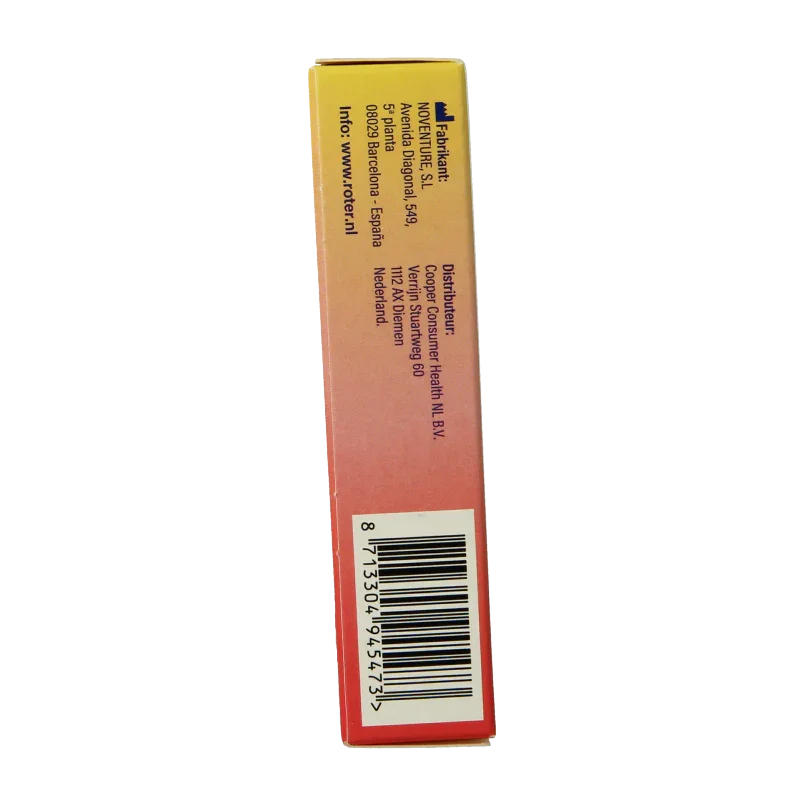 Fabrikant:
NOVENTURE, S.L
Avenida Diagonal, 549,
5ª planta
08029 Barcelona - España
Info: www.roter.nl
Distributeur:
Cooper Consumer Health NL B.V.
Verrijn Stuartweg 60
1112 AX Diemen
Nederland.
8 713304 945473 >